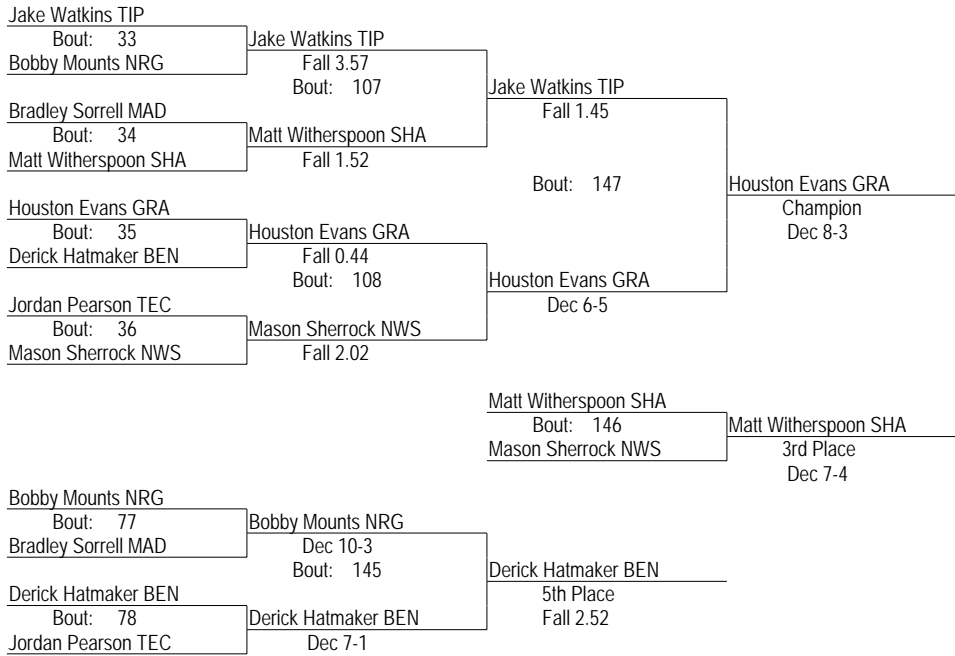 Jake Watkins TIP
Bout: 33
Jake Watkins TIP
Bobby Mounts NRG
Fall 3.57
Bout: 107
Jake Watkins TIP
Bradley Sorrell MAD
Fall 1.45
Bout: 34
Matt Witherspoon SHA
Matt Witherspoon SHA
Fall 1.52
Bout: 147
Houston Evans GRA
Houston Evans GRA
Champion
Bout: 35
Houston Evans GRA
Dec 8-3
Derick Hatmaker BEN
Fall 0.44
Bout: 108
Houston Evans GRA
Jordan Pearson TEC
Dec 6-5
Bout: 36
Mason Sherrock NWS
Mason Sherrock NWS
Fall 2.02
Matt Witherspoon SHA
Bout: 146
Matt Witherspoon SHA
Mason Sherrock NWS
3rd Place
Dec 7-4
Bobby Mounts NRG
Bout: 77
Bobby Mounts NRG
Bradley Sorrell MAD
Dec 10-3
Bout: 145
Derick Hatmaker BEN
Derick Hatmaker BEN
5th Place
Bout: 78
Derick Hatmaker BEN
Fall 2.52
Jordan Pearson TEC
Dec 7-1